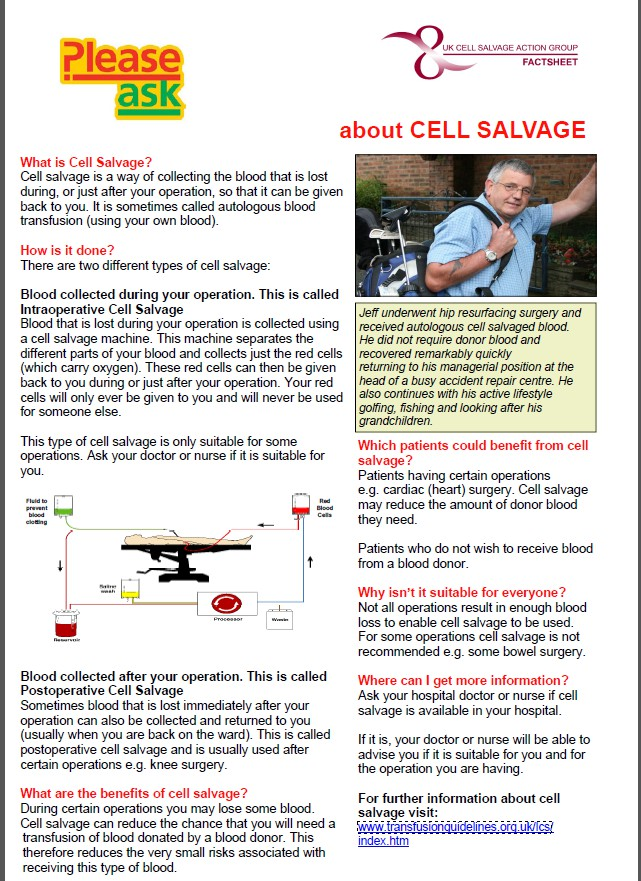 Please
ask
UK CELL SALVAGE ACTION GROUP
FACTSHEET
about CELL SALVAGE
What is Cell Salvage?
Cell salvage is a way of collecting the blood that is lost
during, or just after your operation, so that it can be given
back to you. It is sometimes called autologous blood
transfusion (using your own blood).
How is it done?
There are two different types of cell salvage:
Blood collected during your operation. This is called
Intraoperative Cell Salvage
Blood that is lost during your operation is collected using
a cell salvage machine. This machine separates the
different parts of your blood and collects just the red cells
(which carry oxygen). These red cells can then be given
back to you during or just after your operation. Your red
cells will only ever be given to you and will never be used
for someone else.
This type of cell salvage is only suitable for some
operations. Ask your doctor or nurse if it is suitable for
you.
Fluid to
prevent
blood
clotting
Red
Blood
Cells
Saline
wash
Processor
Waste
Reservoir
Blood collected after your operation. This is called
Postoperative Cell Salvage
Sometimes blood that is lost immediately after your
operation can also be collected and returned to you
(usually when you are back on the ward). This is called
postoperative cell salvage and is usually used after
certain operations e.g. knee surgery.
What are the benefits of cell salvage?
During certain operations you may lose some blood.
Cell salvage can reduce the chance that you will need a
transfusion of blood donated by a blood donor. This
therefore reduces the very small risks associated with
receiving this type of blood.
Jeff underwent hip resurfacing surgery and
received autologous cell salvaged blood.
He did not require donor blood and
recovered remarkably quickly
returning to his managerial position at the
head of a busy accident repair centre. He
also continues with his active lifestyle
golfing, fishing and looking after his
grandchildren.
Which patients could benefit from cell
salvage?
Patients having certain operations
e.g. cardiac (heart) surgery. Cell salvage
may reduce the amount of donor blood
they need.
Patients who do not wish to receive blood
from a blood donor.
Why isn't it suitable for everyone?
Not all operations result in enough blood
loss to enable cell salvage to be used.
For some operations cell salvage is not
recommended e.g. some bowel surgery.
Where can I get more information?
Ask your hospital doctor or nurse if cell
salvage is available in your hospital.
If it is, your doctor or nurse will be able to
advise you if it is suitable for you and for
the operation you are having.
For further information about cell
salvage visit:
www.transfusionguidelines.org.uk/lcs/
index.htm